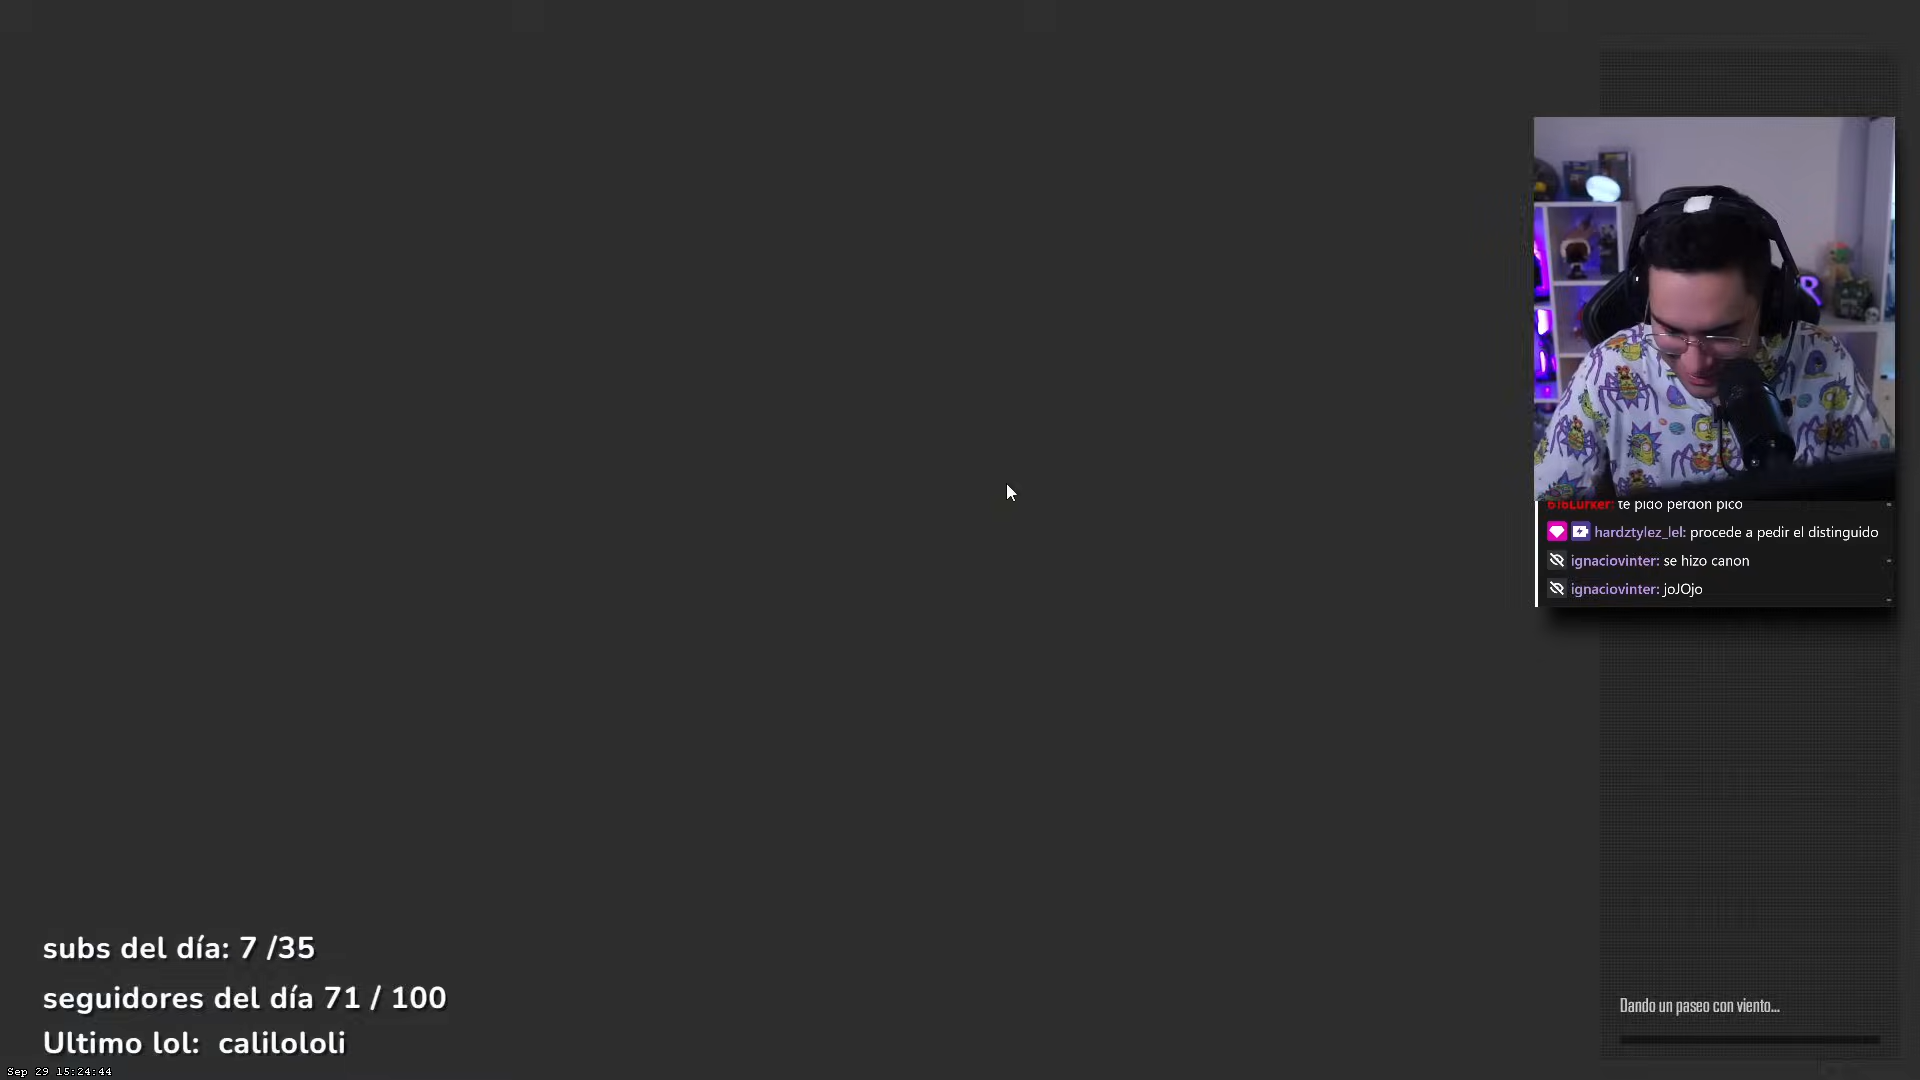 616Lurker: te pido perdon pico
hardztylez_lel: procede a pedir el distinguido
ignaciovinter: se hizo canon
ignaciovinter: joJOjo
subs del día: 7 /35
seguidores del día 71 / 100
Ultimo lol: calilololi
Dando un paseo con viento...
Sep 29 15:24:44